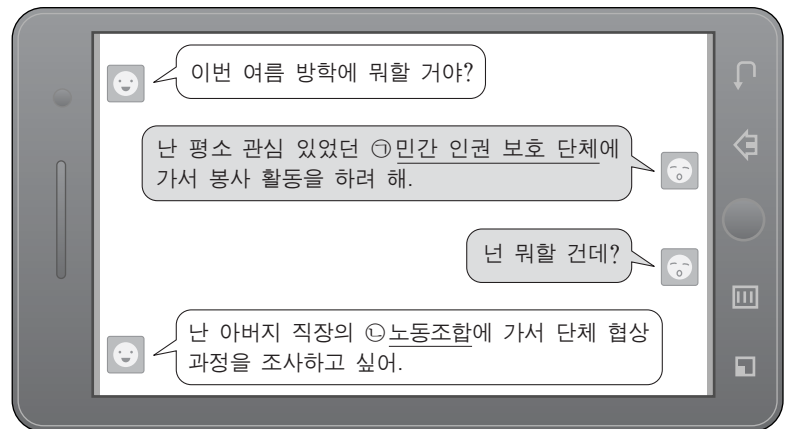 이번 여름 방학에 뭐할 거야?
난 평소 관심 있었던 ㉠민간 인권 보호 단체에
가서 봉사 활동을 하려 해.
넌 뭐할 건데?
난 아버지 직장의 ㉡노동조합에 가서 단체 협상
과정을 조사하고 싶어.